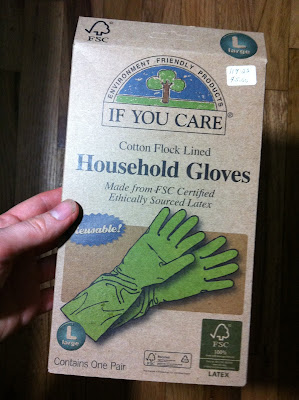 FSC
L
large
ENVIRONMENT FRIENDLY PRODUCTS
IF YOU CARE®
Cotton Flock Lined
Household Gloves
Made from FSC Certified
Ethically Sourced Latex
Reusable!
L
large
Contains One Pair
FSC
FSC
100%
LATEX